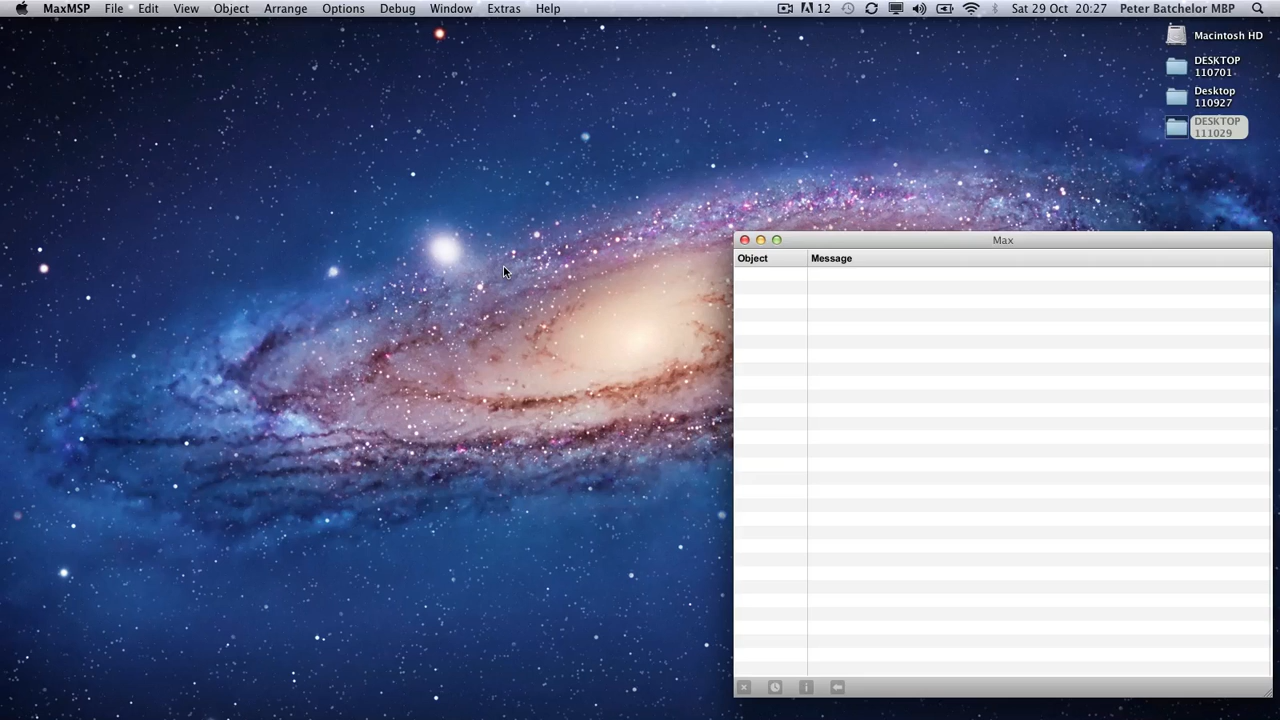 MaxMSP File Edit View Object Arrange Options Debug Window Extras Help 12 Sat 29 Oct 20:27 Peter Batchelor MBP
Macintosh HD
DESKTOP
110701
Desktop
110927
DESKTOP
111029
Max
Object Message